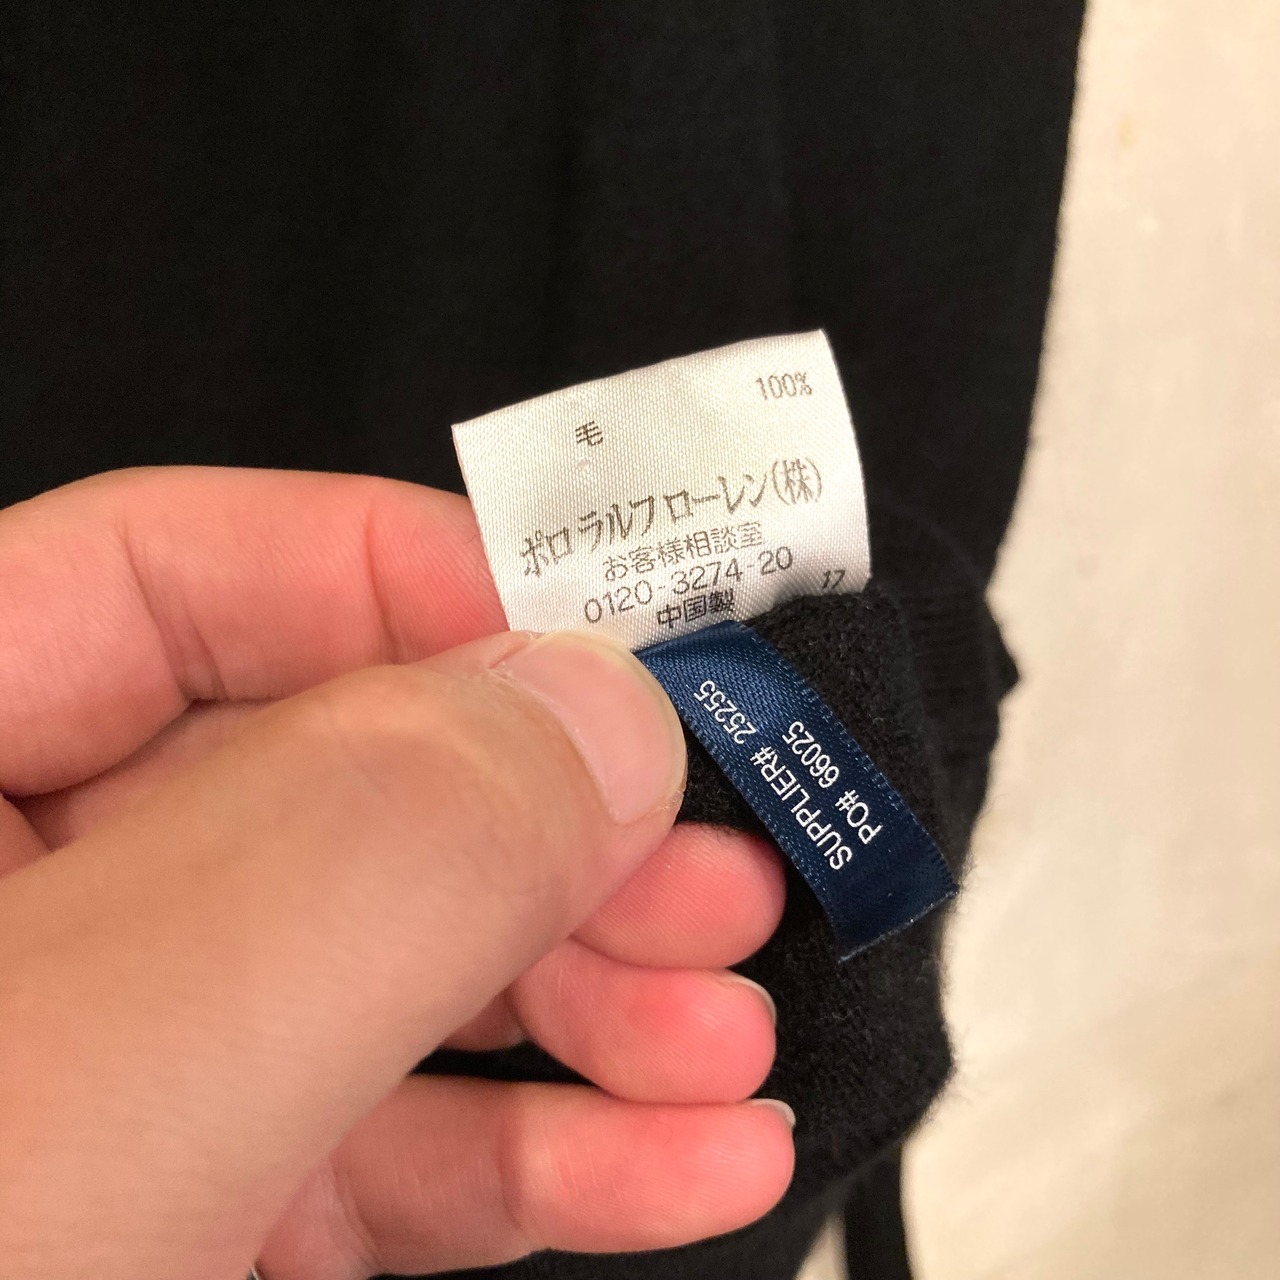 毛 100%
ポロ ラルフ ローレン(株)
お客様相談室
0120-3274-20
中国製 17
SUPPLIER# 25255
PO# 66025